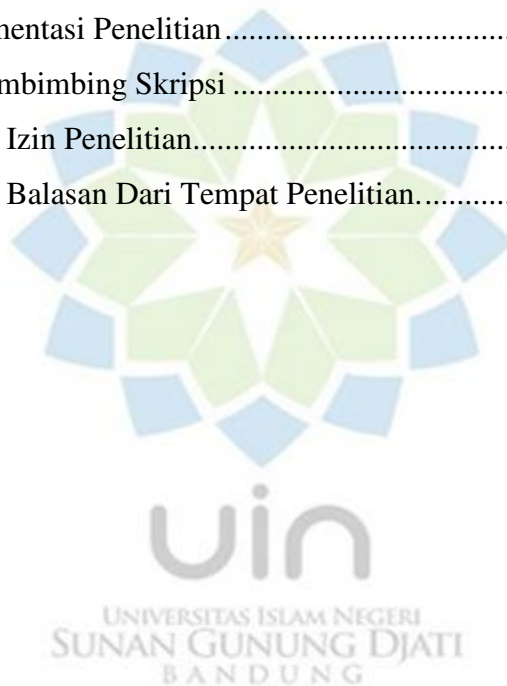 mentasi Penelitian....................................
mbimbing Skripsi ...................................
Izin Penelitian.........................................
Balasan Dari Tempat Penelitian.............
uin
UNIVERSITAS ISLAM NEGERI
SUNAN GUNUNG DJATI
BANDUNG